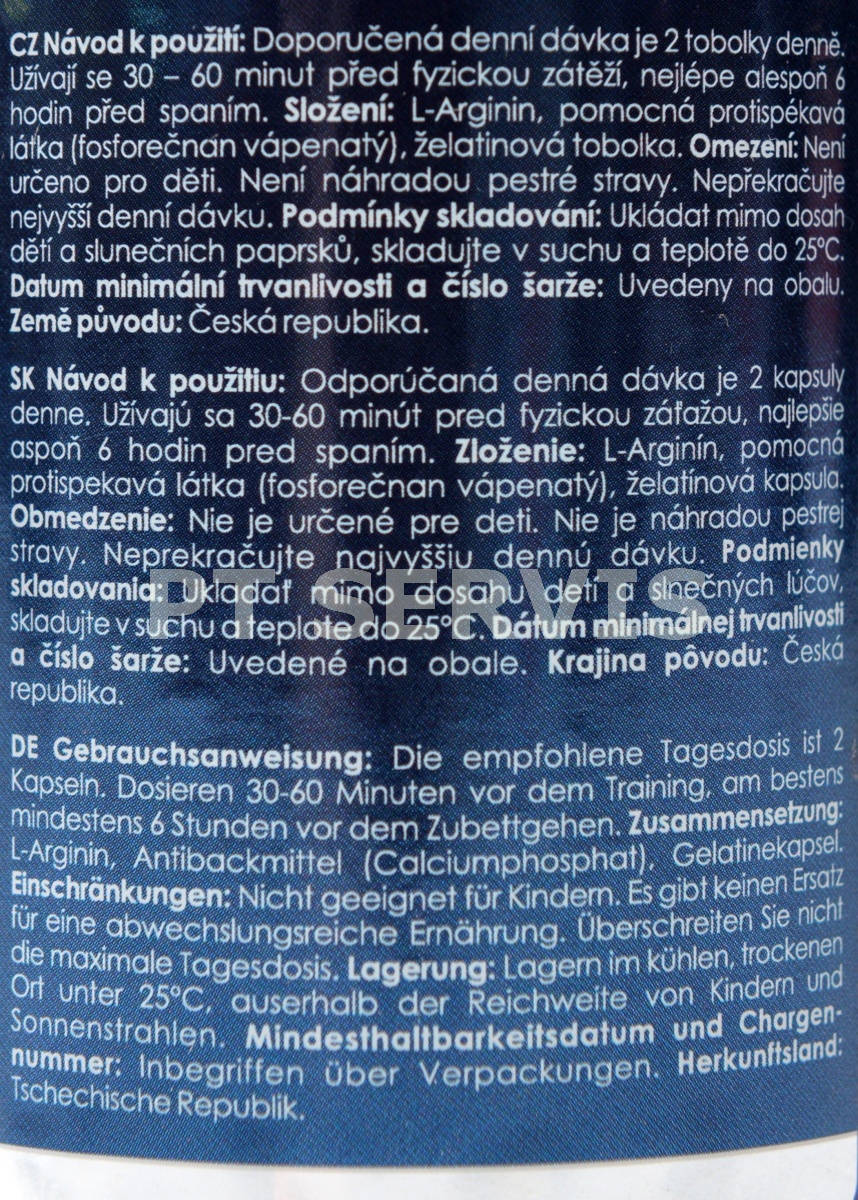 CZ Návod k použití: Doporučená denní dávka je 2 tobolky denně.
Užívají se 30 – 60 minut před fyzickou zátěží, nejlépe alespoň 6
hodin před spaním. Složení: L-Arginin, pomocná protispékavá
látka (fosforečnan vápenatý), želatinová tobolka. Omezení: Není
určeno pro děti. Není náhradou pestré stravy. Nepřekračujte
nejvyšší denní dávku. Podmínky skladování: Ukládat mimo dosah
dětí a slunečních paprsků, skladujte v suchu a teplotě do 25°C.
Datum minimální trvanlivosti a číslo šarže: Uvedeny na obalu.
Země původu: Česká republika.
SK Návod k použitiu: Odporúčaná denná dávka je 2 kapsuly
denne. Užívajú sa 30-60 minút pred fyzickou záťažou, najlepšie
aspoň 6 hodin pred spaním. Zloženie: L-Arginín, pomocná
protispekavá látka (fosforečnan vápenatý), želatínová kapsula.
Obmedzenie: Nie je určené pre deti. Nie je náhradou pestrej
stravy. Neprekračujte najvyššiu dennú dávku. Podmienky
skladovania: Ukladať mimo dosahu detí a slnečných lúčov,
skladujte v suchu a teplote do 25°C. Dátum minimálnej trvanlivosti
a číslo šarže: Uvedené na obale. Krajina pôvodu: Česká
republika.
PT SERVIS
DE Gebrauchsanweisung: Die empfohlene Tagesdosis ist 2
Kapseln. Dosieren 30-60 Minuten vor dem Training, am bestens
mindestens 6 Stunden vor dem Zubettgehen. Zusammensetzung:
L-Arginin, Antibackmittel (Calciumphosphat), Gelatinekapsel.
Einschränkungen: Nicht geeignet für Kindern. Es gibt keinen Ersatz
für eine abwechslungsreiche Ernährung. Überschreiten Sie nicht
die maximale Tagesdosis. Lagerung: Lagern im kühlen, trockenen
Ort unter 25°C, auserhalb der Reichweite von Kindern und
Sonnenstrahlen. Mindesthaltbarkeitsdatum und Chargen-
nummer: Inbegriffen über Verpackungen. Herkunftsland:
Tschechische Republik.